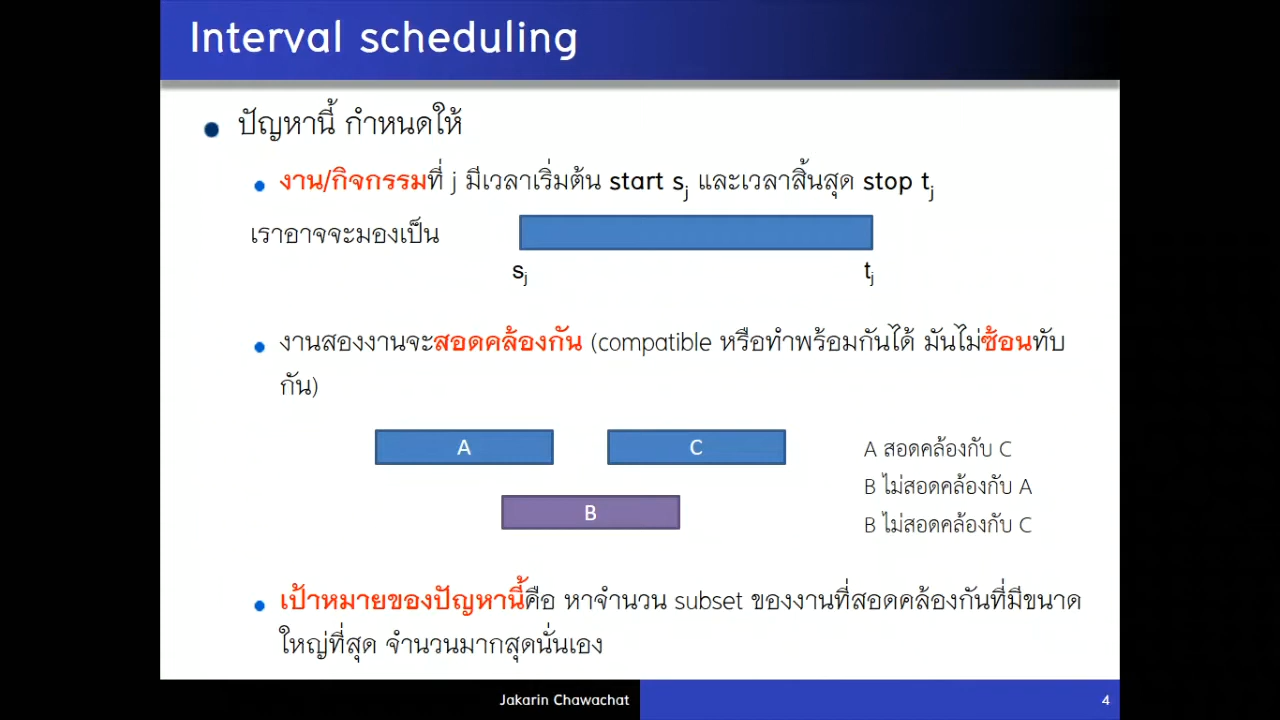 Interval scheduling
ปัญหานี้ กำหนดให้
งาน/กิจกรรมที่ j มีเวลาเริ่มต้น start sj และเวลาสิ้นสุด stop tj
เราอาจจะมองเป็น
sj tj
งานสองงานจะสอดคล้องกัน (compatible หรือทำพร้อมกันได้ มันไม่ซ้อนทับ
กัน)
A C
B
A สอดคล้องกับ C
B ไม่สอดคล้องกับ A
B ไม่สอดคล้องกับ C
เป้าหมายของปัญหานี้คือ หาจำนวน subset ของงานที่สอดคล้องกันที่มีขนาด
ใหญ่ที่สุด จำนวนมากสุดนั่นเอง
Jakarin Chawachat 4